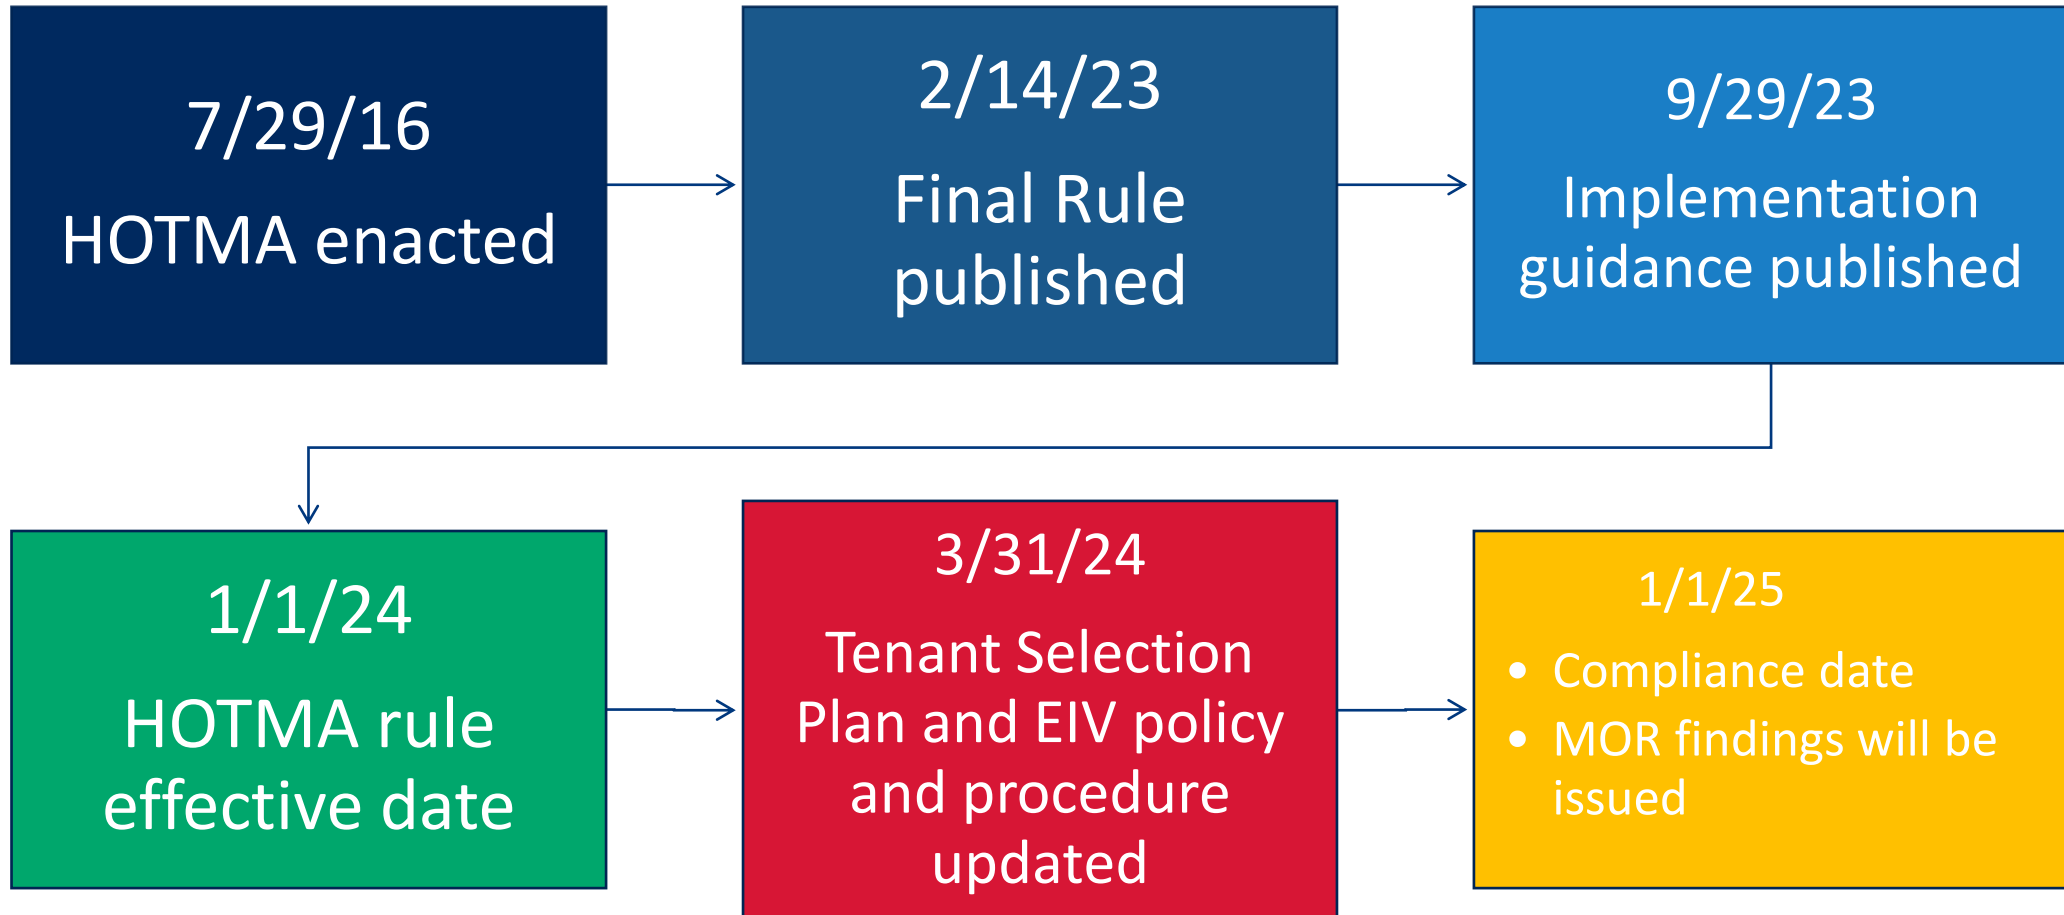 7/29/16
HOTMA enacted
2/14/23
Final Rule
published
9/29/23
Implementation
guidance published
1/1/24
HOTMA rule
effective date
3/31/24
Tenant Selection
Plan and EIV policy
and procedure
updated
1/1/25
• Compliance date
• MOR findings will be
issued